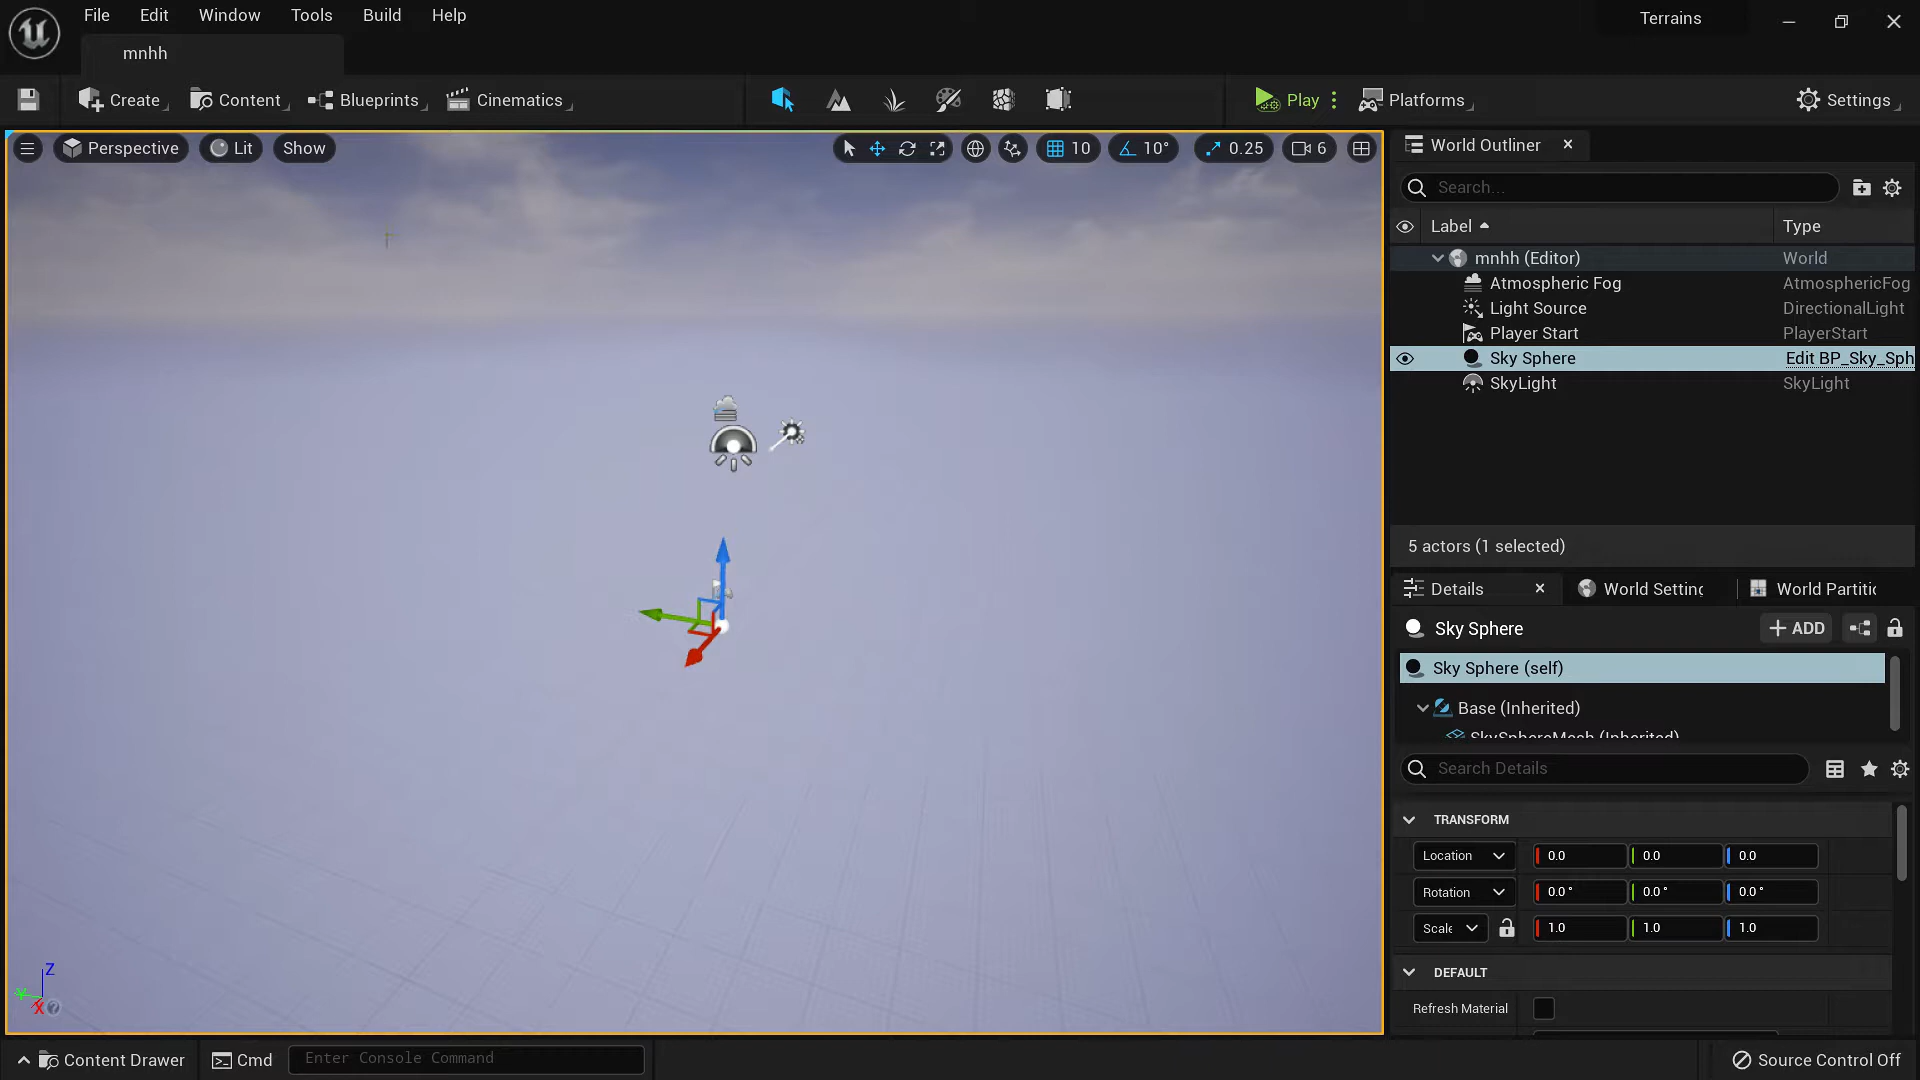 File Edit Window Tools Build Help
Terrains
mnhh
Create Content Blueprints Cinematics Play Platforms Settings
Perspective Lit Show 10 10° 0.25 6
World Outliner
Search...
Label Type
mnhh (Editor) World
Atmospheric Fog AtmosphericFog
Light Source DirectionalLight
Player Start PlayerStart
Sky Sphere Edit BP_Sky_Sph
SkyLight SkyLight
5 actors (1 selected)
Details World Setting World Partiti
Sky Sphere ADD
Sky Sphere (self)
Base (Inherited)
SkySphereMesh (Inherited)
Search Details
TRANSFORM
Location 0.0 0.0 0.0
Rotation 0.0° 0.0° 0.0°
Scale 1.0 1.0 1.0
DEFAULT
Refresh Material
Z
Y
X
Content Drawer Cmd Enter Console Command Source Control Off